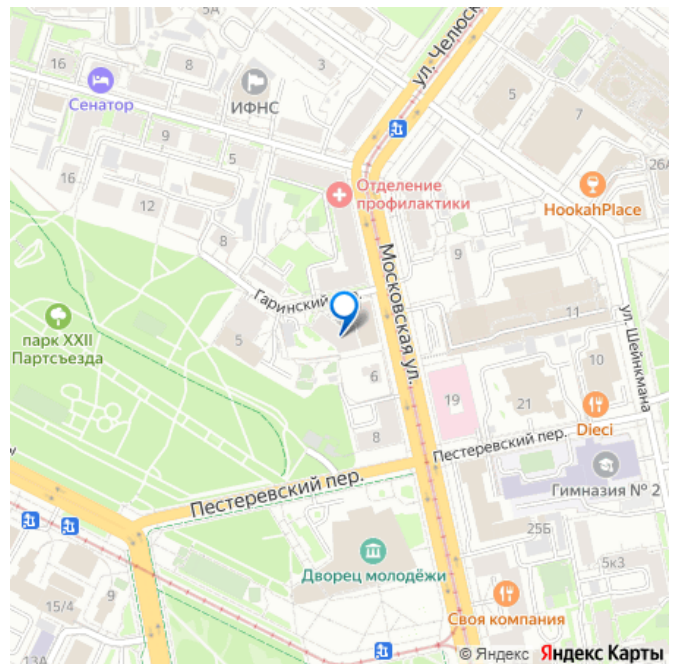 5А
16
8
3
ул. Челюск
Сенатор
ИФНС
5
7
9
5
26А
Отделение
профилактики
HookahPlace
16
12
8
9
Московская ул.
Гаринский
11
ул. Шейнкмана
парк XXII
Партсъезда
5
6
10
19
21
Dieci
8
Пестеревский пер.
Гимназия № 2
Пестеревский пер.
25Б
Дворец молодёжи
5к3
9
15/4
Своя компания
13А
© Яндекс Яндекс Карты